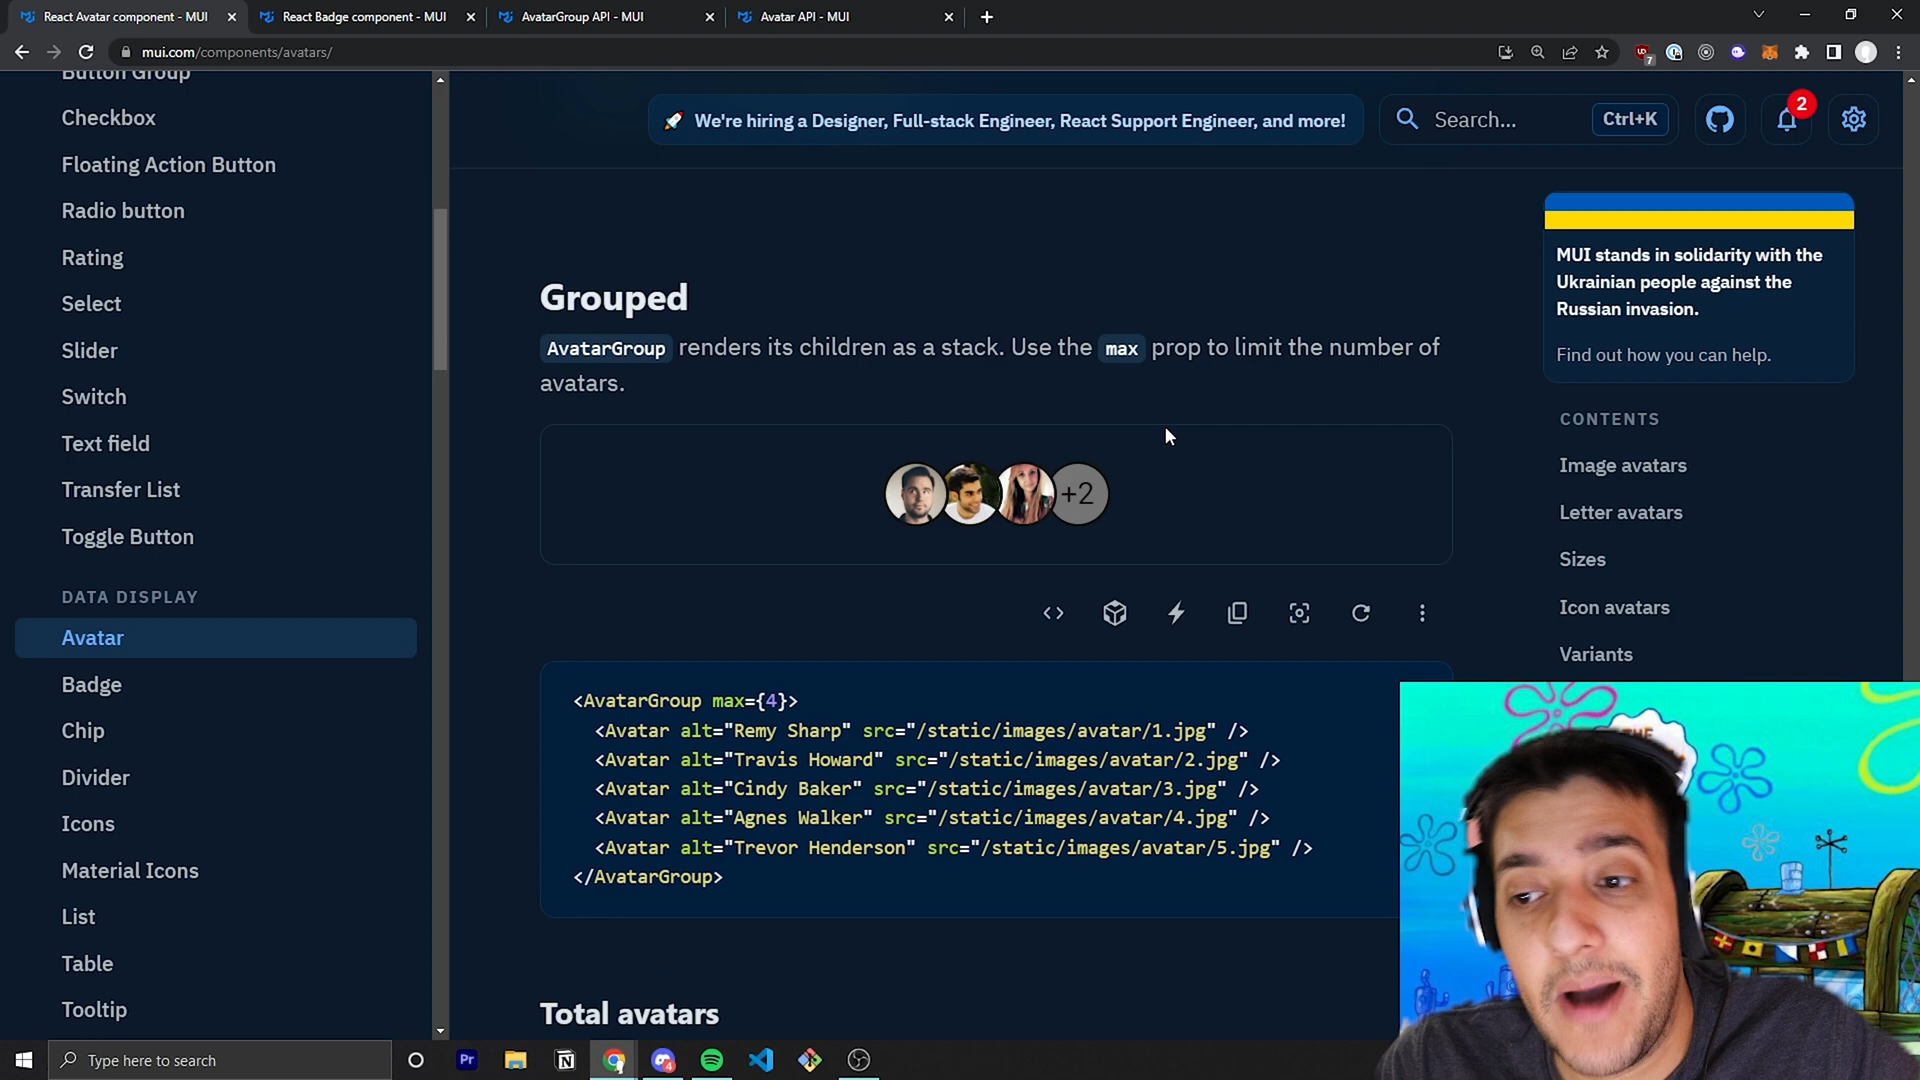 React Avatar component - MUI
React Badge component - MUI
AvatarGroup API - MUI
Avatar API - MUI
mui.com/components/avatars/
7
Button Group
Checkbox
Floating Action Button
Radio button
Rating
Select
Slider
Switch
Text field
Transfer List
Toggle Button
DATA DISPLAY
Avatar
Badge
Chip
Divider
Icons
Material Icons
List
Table
Tooltip
🚀 We're hiring a Designer, Full-stack Engineer, React Support Engineer, and more!
Search...
Ctrl+K
2
Grouped
AvatarGroup renders its children as a stack. Use the max prop to limit the number of
avatars.
+2
<AvatarGroup max={4}>
<Avatar alt="Remy Sharp" src="/static/images/avatar/1.jpg" />
<Avatar alt="Travis Howard" src="/static/images/avatar/2.jpg" />
<Avatar alt="Cindy Baker" src="/static/images/avatar/3.jpg" />
<Avatar alt="Agnes Walker" src="/static/images/avatar/4.jpg" />
<Avatar alt="Trevor Henderson" src="/static/images/avatar/5.jpg" />
</AvatarGroup>
Total avatars
MUI stands in solidarity with the
Ukrainian people against the
Russian invasion.
Find out how you can help.
CONTENTS
Image avatars
Letter avatars
Sizes
Icon avatars
Variants
THE
Type here to search
Pr
4